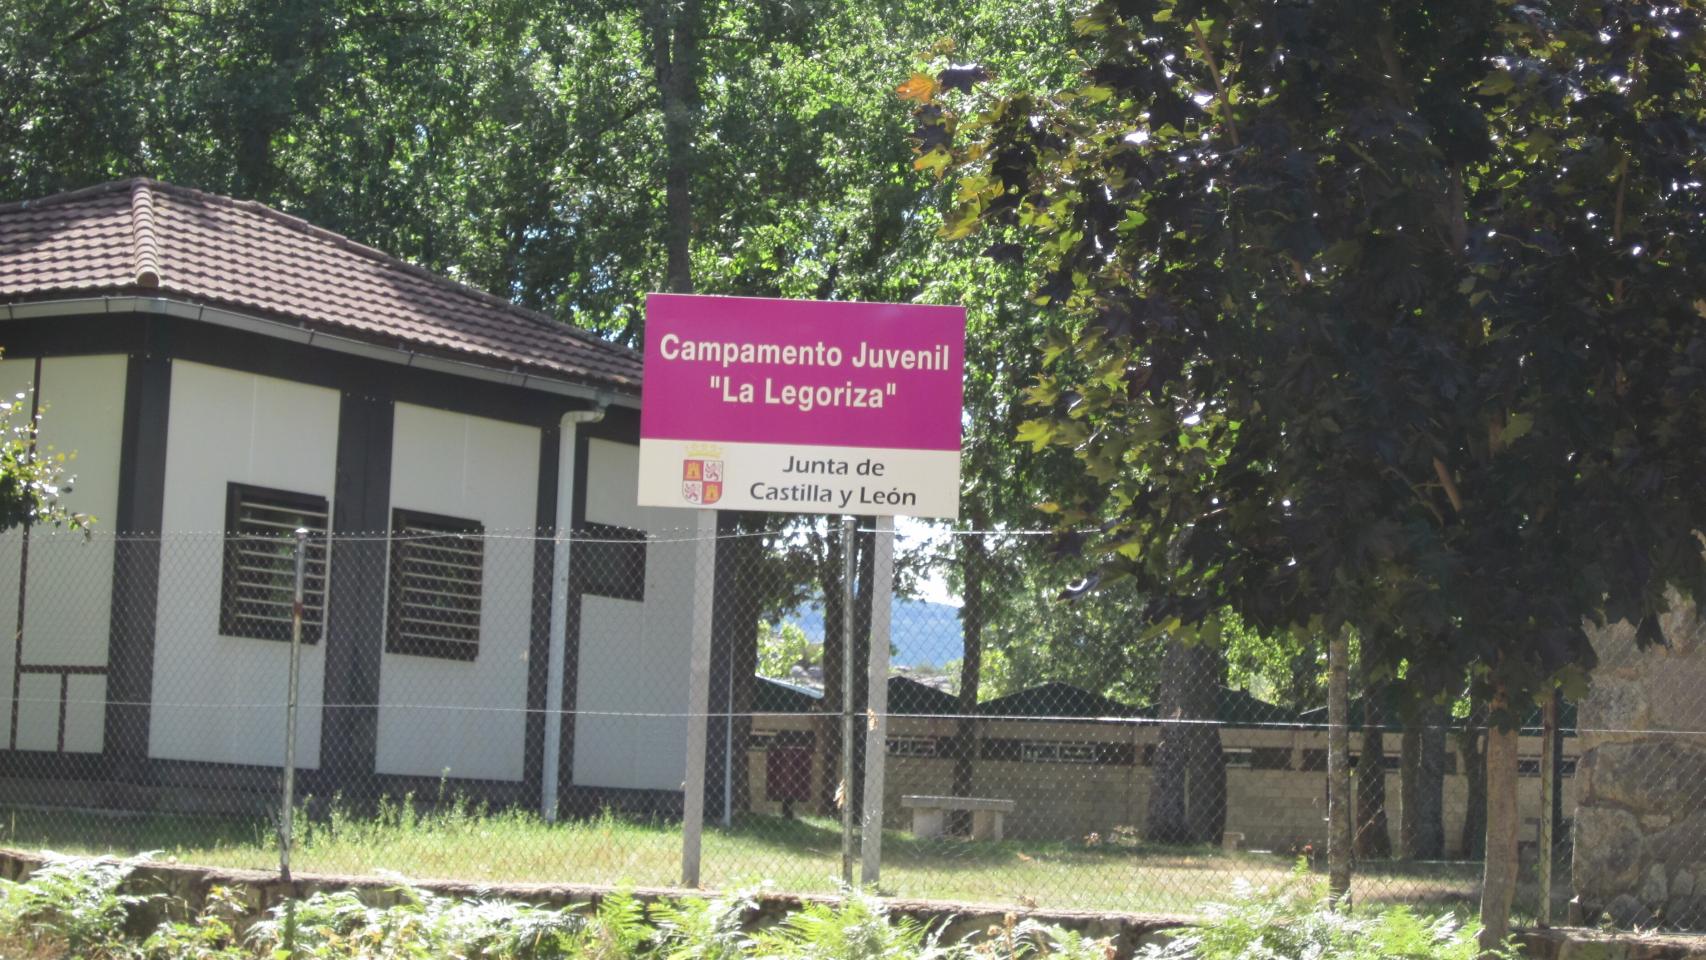 Campamento Juvenil
"La Legoriza"
Junta de
Castilla y León